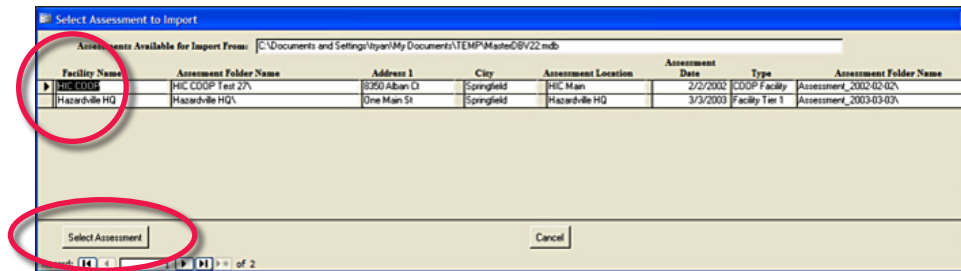 Select Assessment to Import
Assessments Available for Import From: C:\Documents and Settings\tryan\My Documents\TEMP\MasterDBV22.mdb
Facility Name Assesment Folder Name Address 1 City Assessment Location Assessment Date Type Assessment Folder Name
HIC COOP HIC COOP Test 27\ 8350 Alban Ct Springfield HIC Main 2/2/2002 COOP Facility Assessment_2002-02-02\
Hazardville HQ Hazardville HQ\ One Main St Springfield Hazardville HQ 3/3/2003 Facility Tier 1 Assessment_2003-03-03\
Select Assessment Cancel
Record: 1 of 2